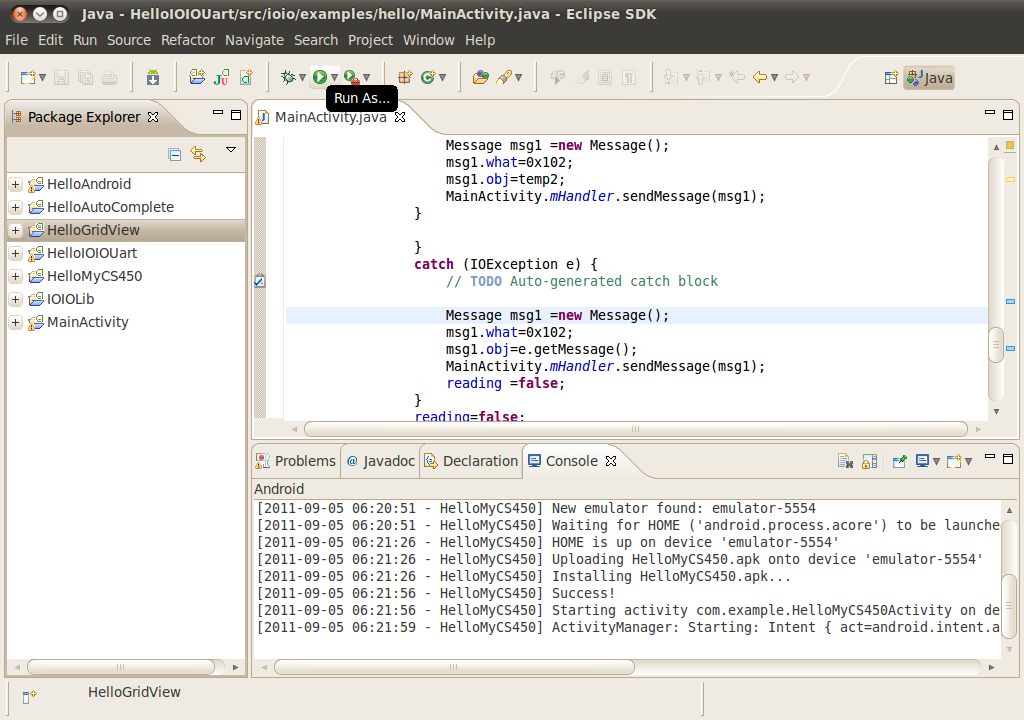 Java - HelloIOIOUart/src/ioio/examples/hello/MainActivity.java - Eclipse SDK
File Edit Run Source Refactor Navigate Search Project Window Help
Java
Run As...
Package Explorer
HelloAndroid
HelloAutoComplete
HelloGridView
HelloIOIOUart
HelloMyCS450
IOIOLib
MainActivity
MainActivity.java
Message msg1 =new Message();
msg1.what=0x102;
msg1.obj=temp2;
MainActivity.mHandler.sendMessage(msg1);
}
}
catch (IOException e) {
// TODO Auto-generated catch block
Message msg1 =new Message();
msg1.what=0x102;
msg1.obj=e.getMessage();
MainActivity.mHandler.sendMessage(msg1);
reading =false;
}
reading=false;
Problems @ Javadoc Declaration Console
Android
[2011-09-05 06:20:51 - HelloMyCS450] New emulator found: emulator-5554
[2011-09-05 06:20:51 - HelloMyCS450] Waiting for HOME ('android.process.acore') to be launche
[2011-09-05 06:21:26 - HelloMyCS450] HOME is up on device 'emulator-5554'
[2011-09-05 06:21:26 - HelloMyCS450] Uploading HelloMyCS450.apk onto device 'emulator-5554'
[2011-09-05 06:21:26 - HelloMyCS450] Installing HelloMyCS450.apk...
[2011-09-05 06:21:56 - HelloMyCS450] Success!
[2011-09-05 06:21:56 - HelloMyCS450] Starting activity com.example.HelloMyCS450Activity on de
[2011-09-05 06:21:59 - HelloMyCS450] ActivityManager: Starting: Intent { act=android.intent.a
HelloGridView